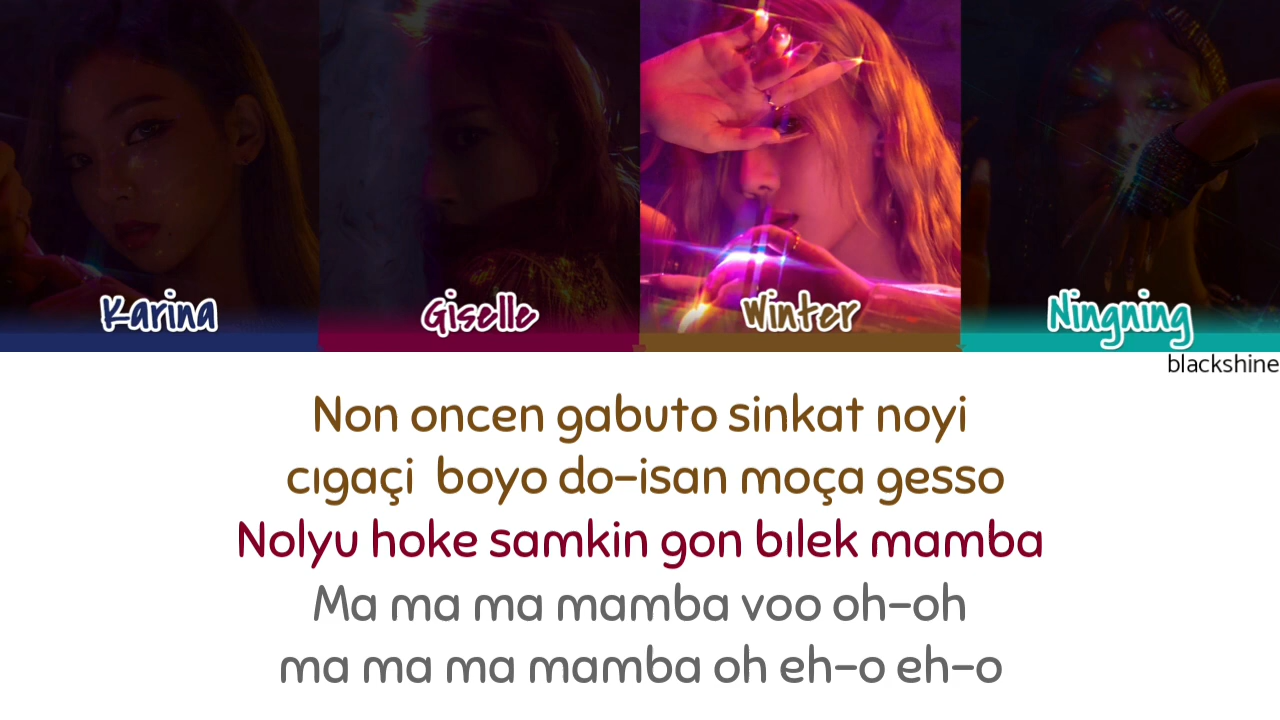 Karina Giselle Winter Ningning
blackshine
Non oncen gabuto sinkat noyi
cıgaçi boyo do-isan moça gesso
Nolyu hoke samkin gon bılek mamba
Ma ma ma mamba voo oh-oh
ma ma ma mamba oh eh-o eh-o